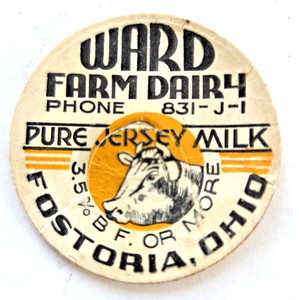 WARD
FARM DAIRY
PHONE 831-J-1
PURE JERSEY MILK
3.5% B.F. OR MORE
FOSTORIA, OHIO